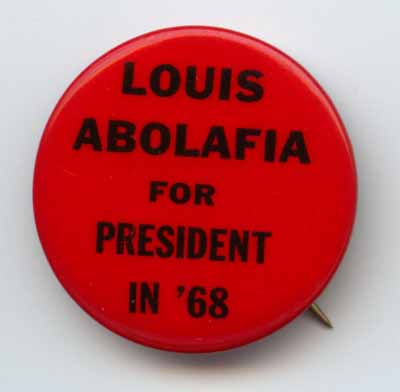 LOUIS
ABOLAFIA
FOR
PRESIDENT
IN '68